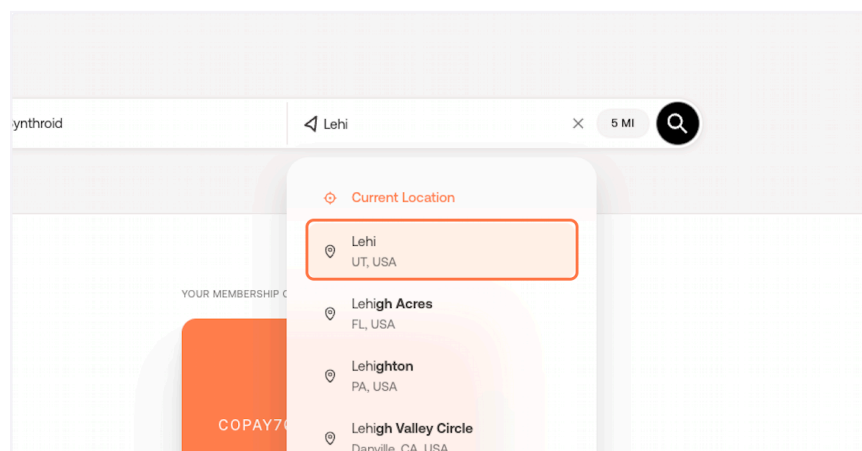 ynthroid
Lehi
5 MI
Current Location
Lehi
UT, USA
YOUR MEMBERSHIP
Lehigh Acres
FL, USA
Lehighton
PA, USA
COPAY7
Lehigh Valley Circle
Danville, CA, USA